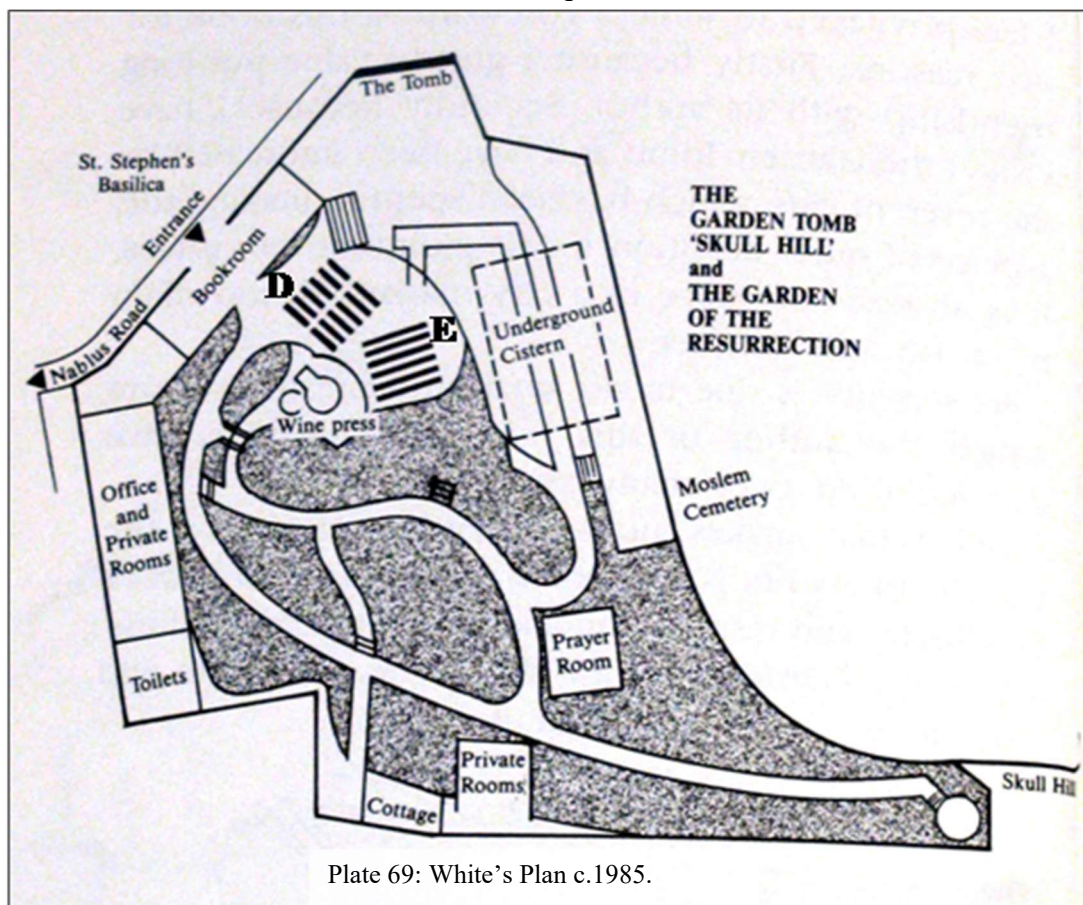 The Tomb
St. Stephen's
Basilica
Entrance
Bookroom
Nablus Road
D
E
Underground
Cistern
THE
GARDEN TOMB
'SKULL HILL'
and
THE GARDEN
OF THE
RESURRECTION
Wine press
Office
and
Private
Rooms
Moslem
Cemetery
Prayer
Room
Toilets
Private
Rooms
Cottage
Skull Hill
Plate 69: White's Plan c.1985.